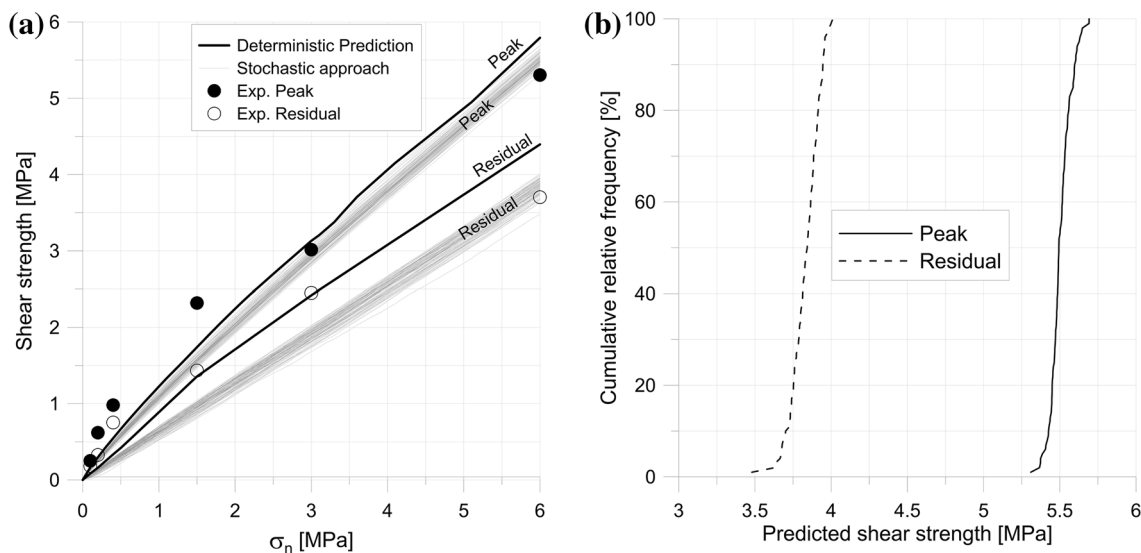 (a)
6
5
4
3
2
1
0
Shear strength [MPa]
Deterministic Prediction
Stochastic approach
Exp. Peak
Exp. Residual
Peak
Peak
Residual
Residual
0 1 2 3 4 5 6
σn [MPa]
(b)
100
80
60
40
20
0
Cumulative relative frequency [%]
Peak
Residual
3 3.5 4 4.5 5 5.5 6
Predicted shear strength [MPa]